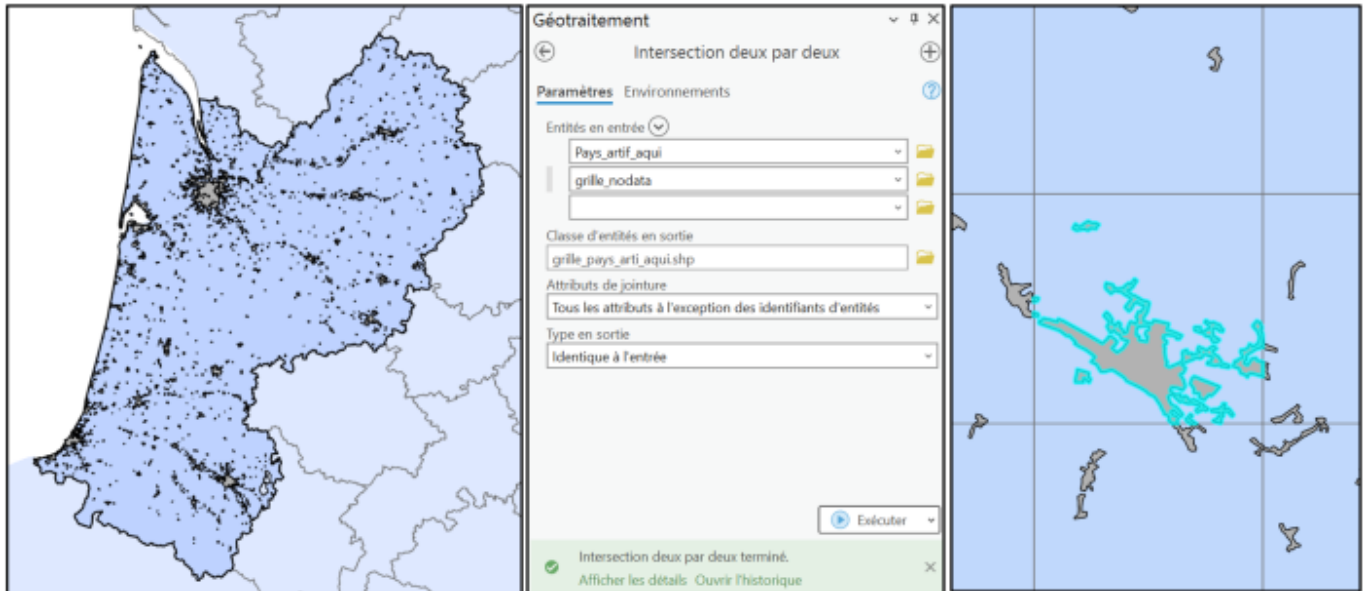 Géotraitement
Intersection deux par deux
Paramètres Environnements
Entités en entrée
Pays_artif_aqui
grille_nodata
Classe d'entités en sortie
grille_pays_arti_aqui.shp
Attributs de jointure
Tous les attributs à l'exception des identifiants d'entités
Type en sortie
Identique à l'entrée
Exécuter
Intersection deux par deux terminé.
Afficher les détails Ouvrir l'historique